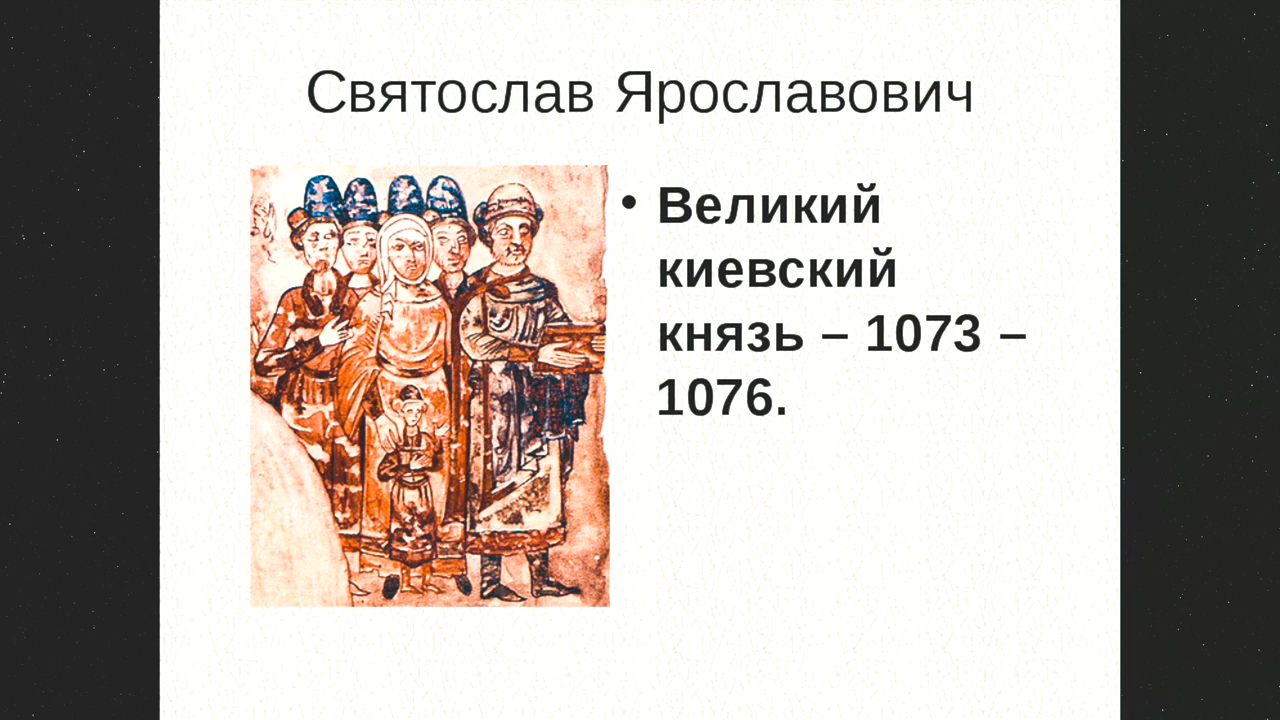 Святослав Ярославович
• Великий
киевский
князь – 1073 –
1076.